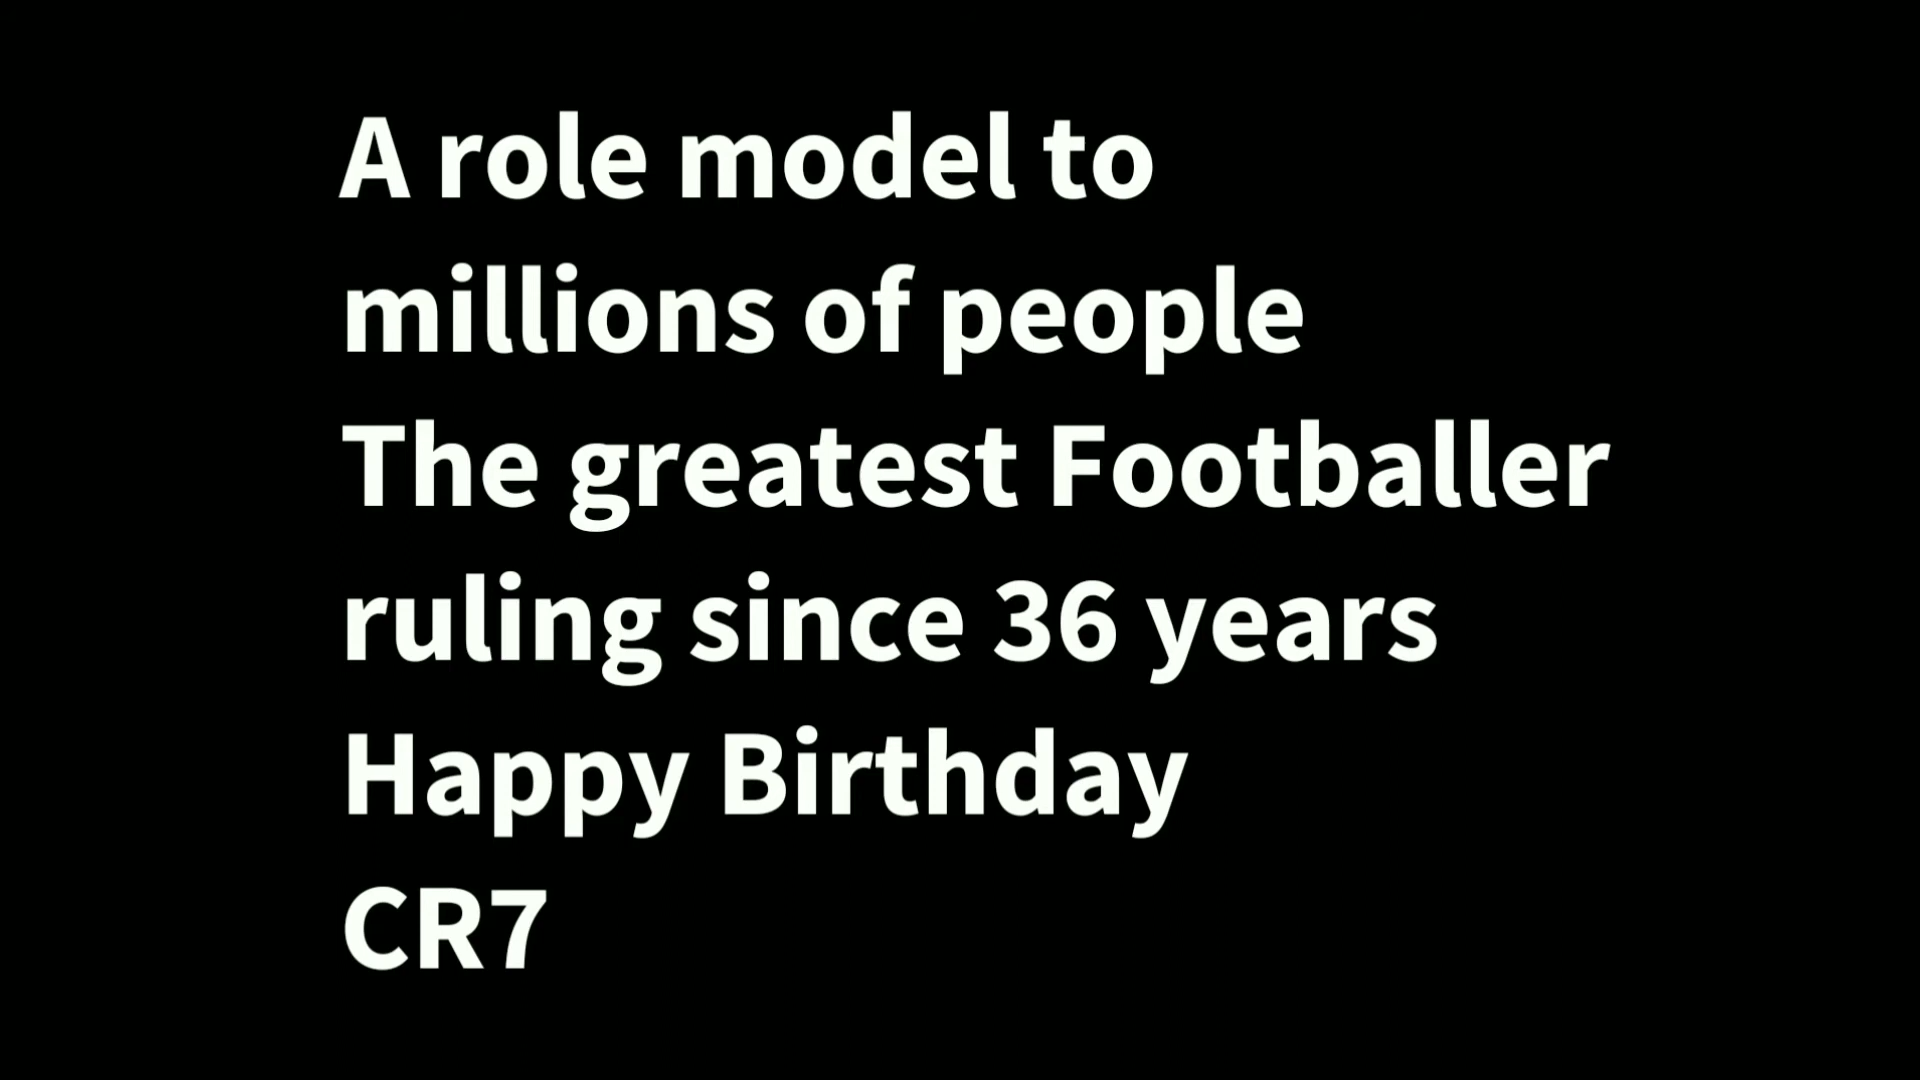 A role model to
millions of people
The greatest Footballer
ruling since 36 years
Happy Birthday
CR7